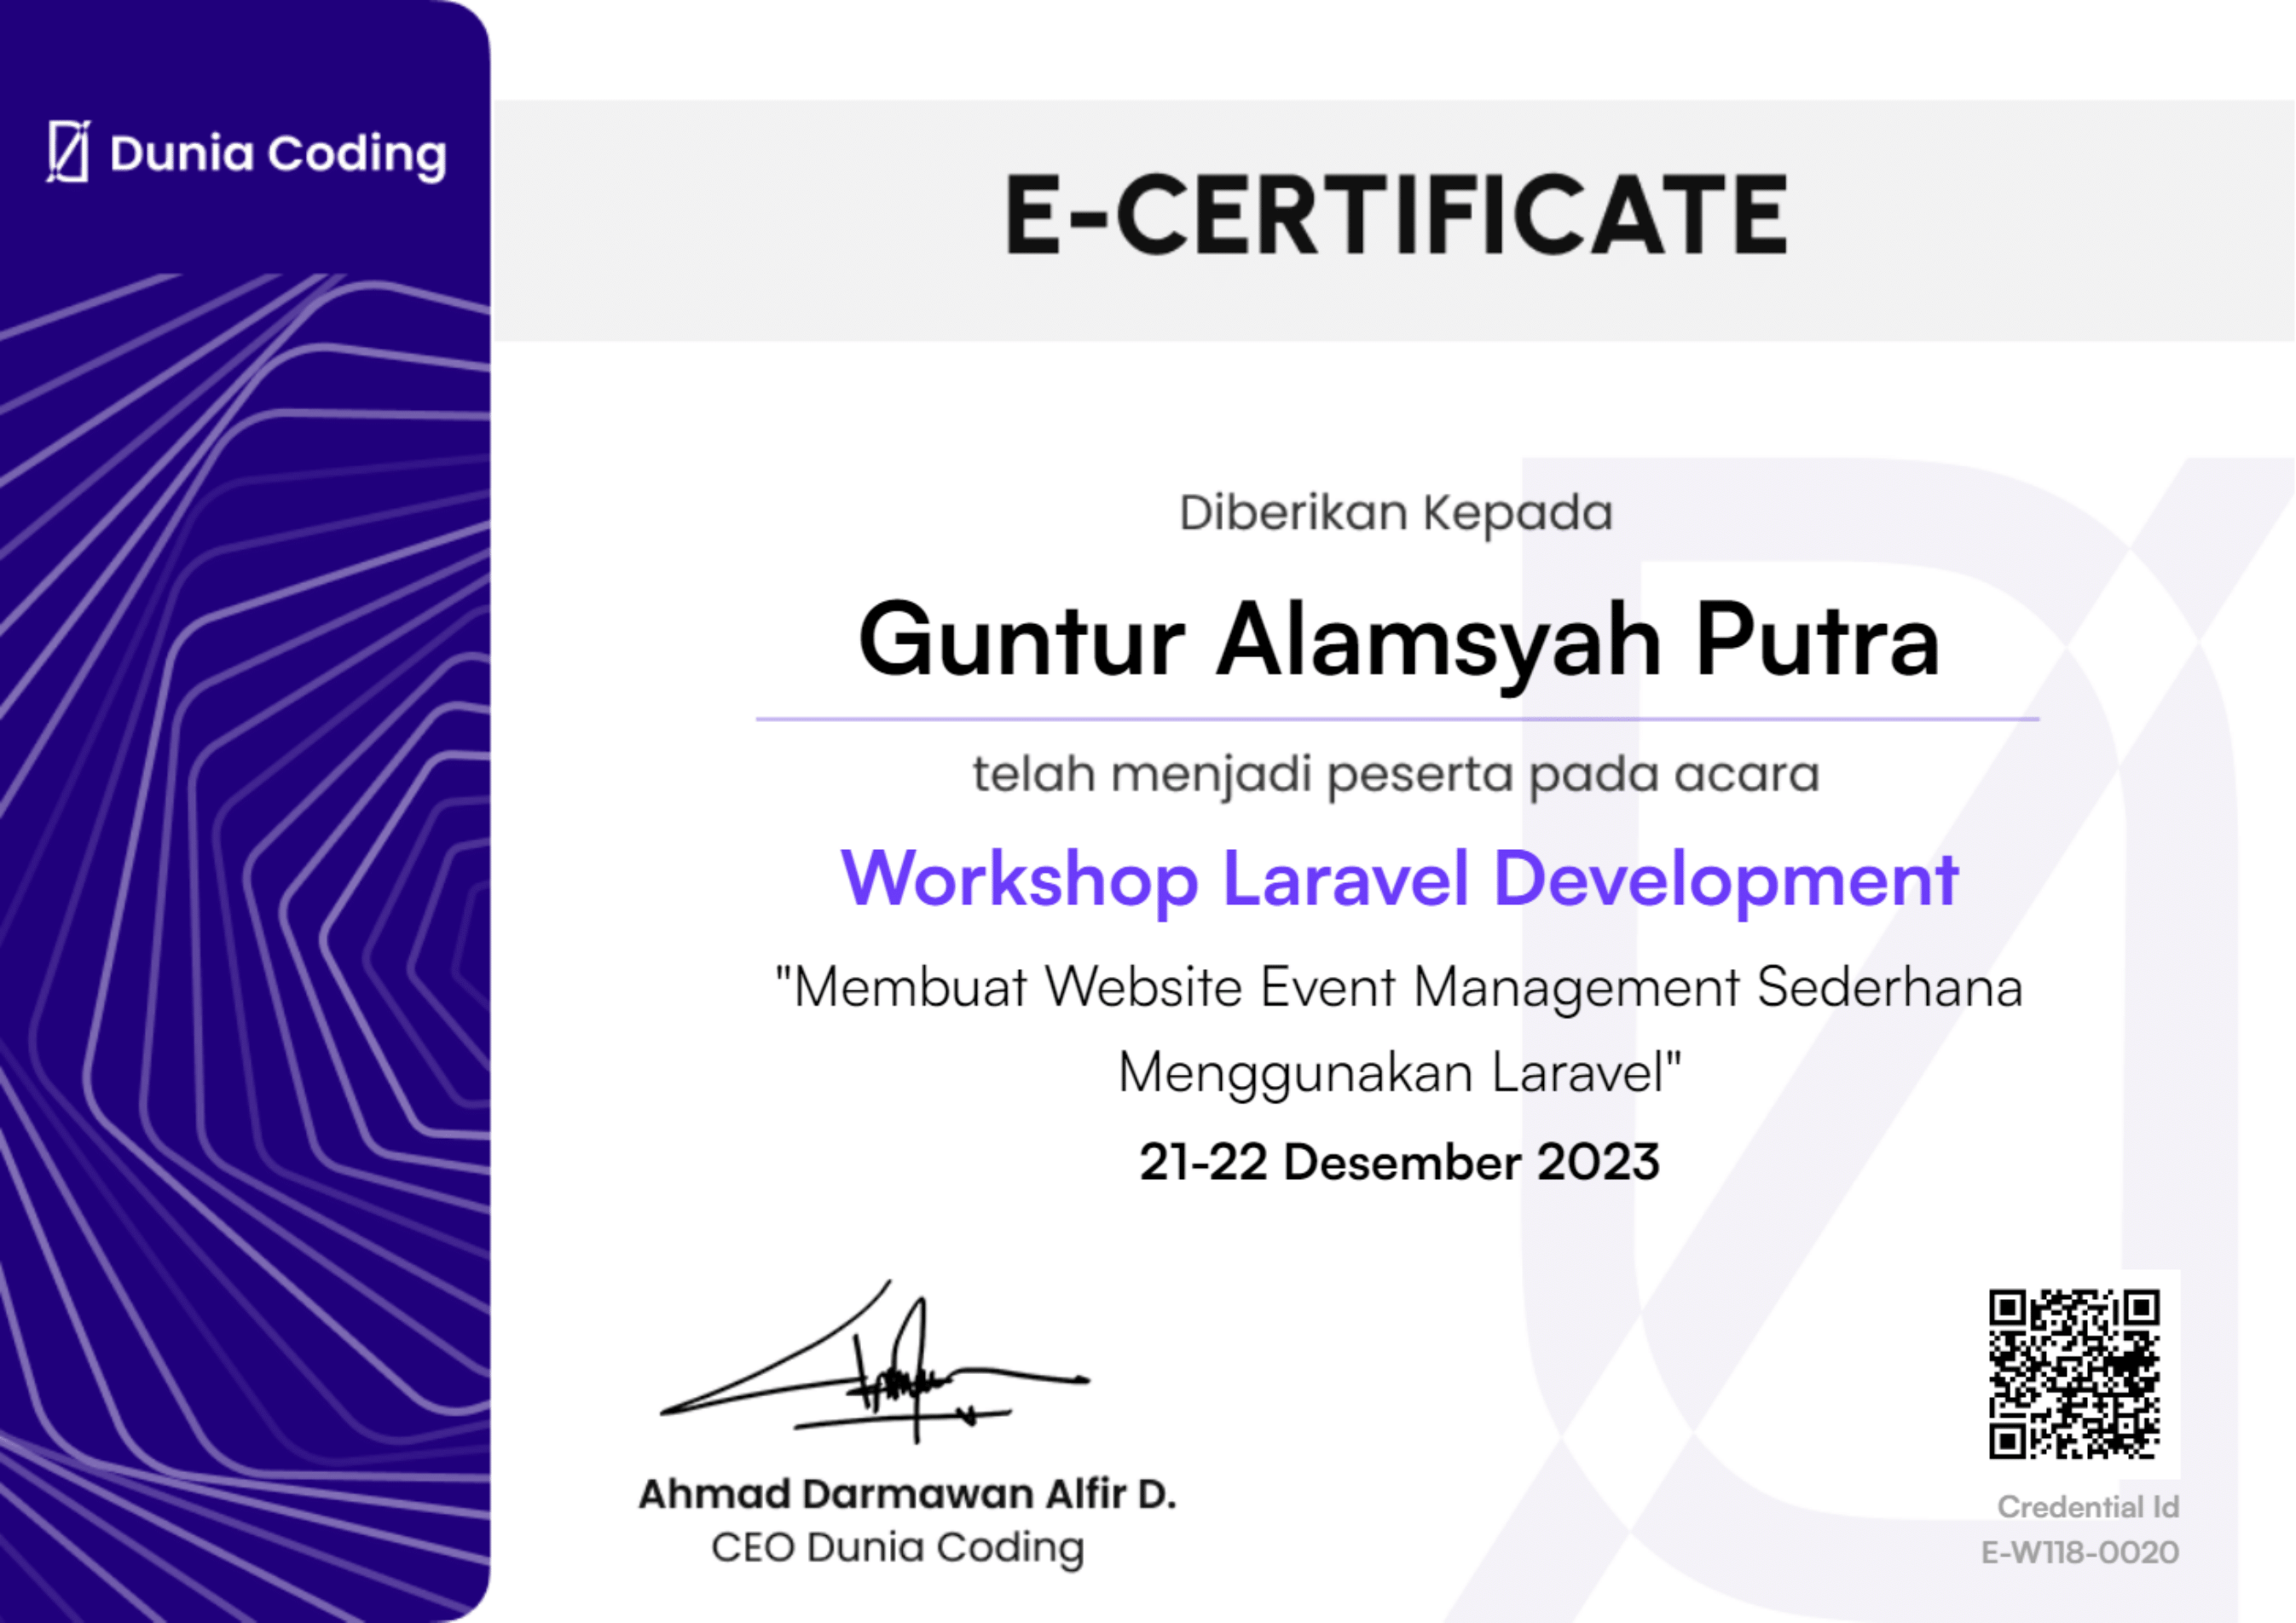 Dunia Coding
E-CERTIFICATE
Diberikan Kepada
Guntur Alamsyah Putra
telah menjadi peserta pada acara
Workshop Laravel Development
"Membuat Website Event Management Sederhana
Menggunakan Laravel"
21-22 Desember 2023
Ahmad Darmawan Alfir D.
CEO Dunia Coding
Credential Id
E-W118-0020